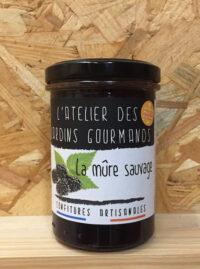 L'ATELIER DES
JARDINS GOURMANDS
La mûre sauvage
CONFITURES ARTISANALES